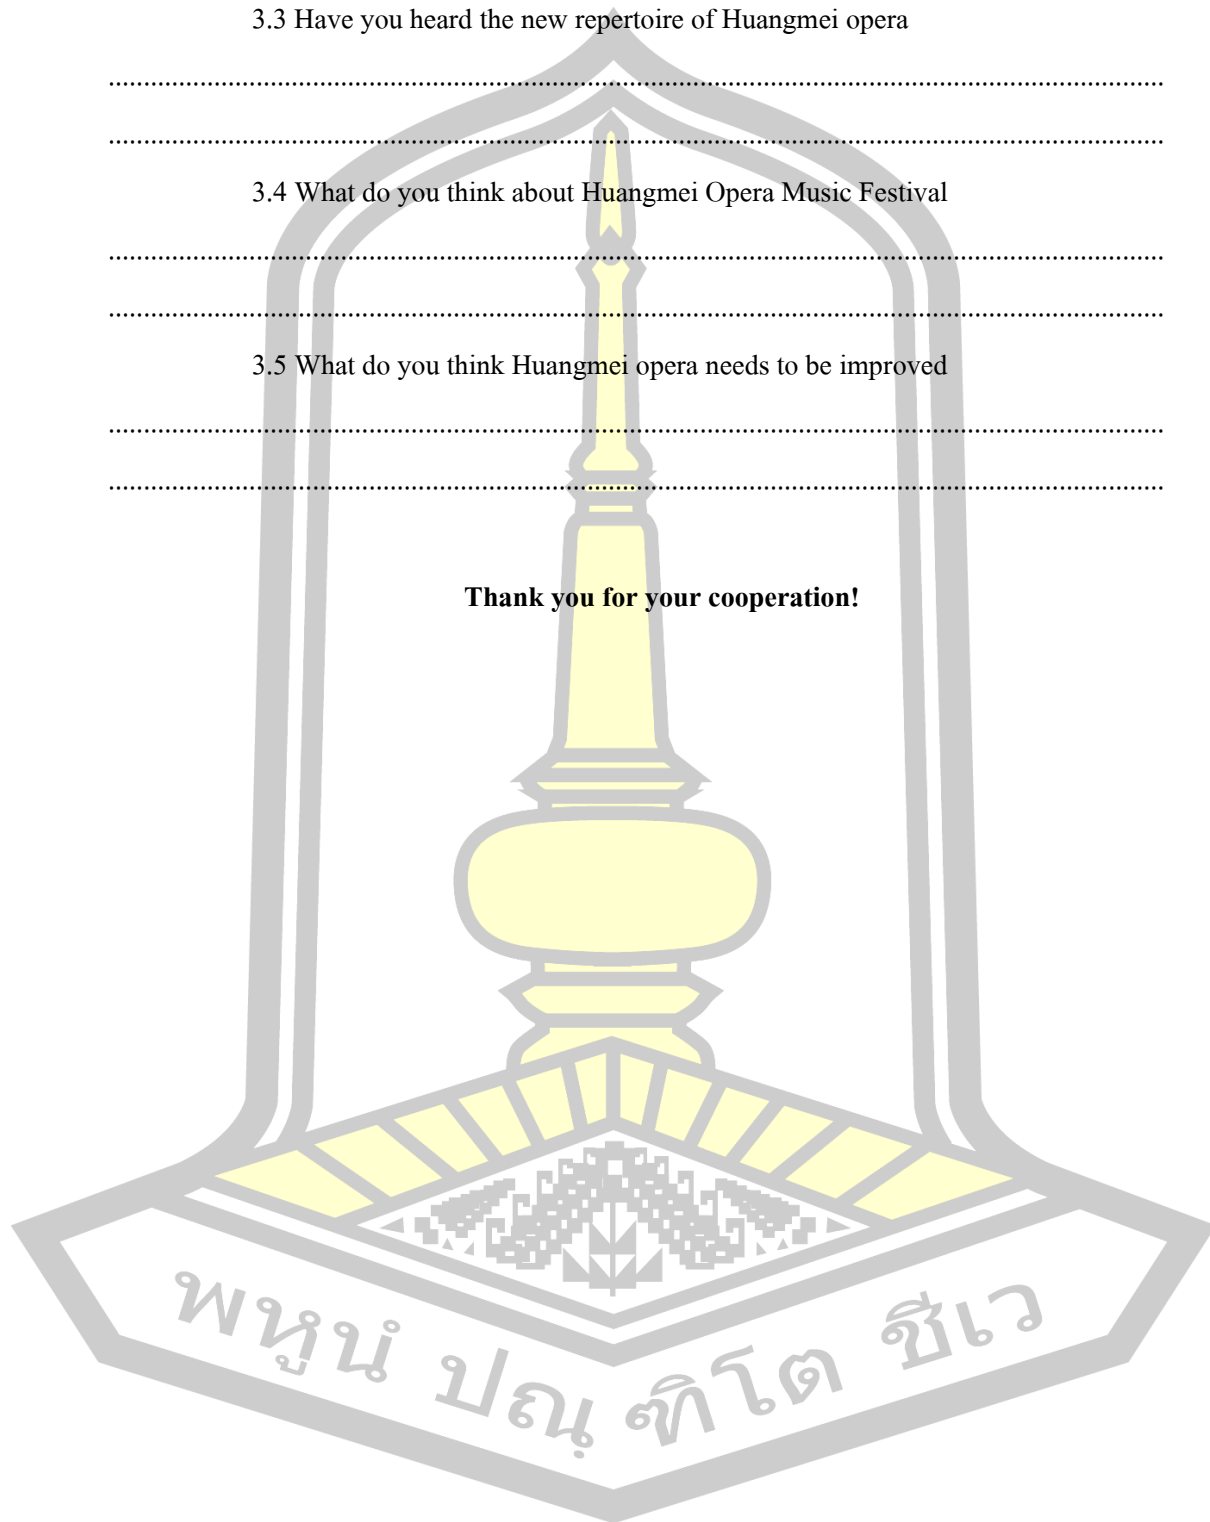 3.3 Have you heard the new repertoire of Huangmei opera
................................................................................................................................................
................................................................................................................................................
3.4 What do you think about Huangmei Opera Music Festival
................................................................................................................................................
................................................................................................................................................
3.5 What do you think Huangmei opera needs to be improved
................................................................................................................................................
................................................................................................................................................
Thank you for your cooperation!
พหูนํ ปณฺฑิโต ชีเว